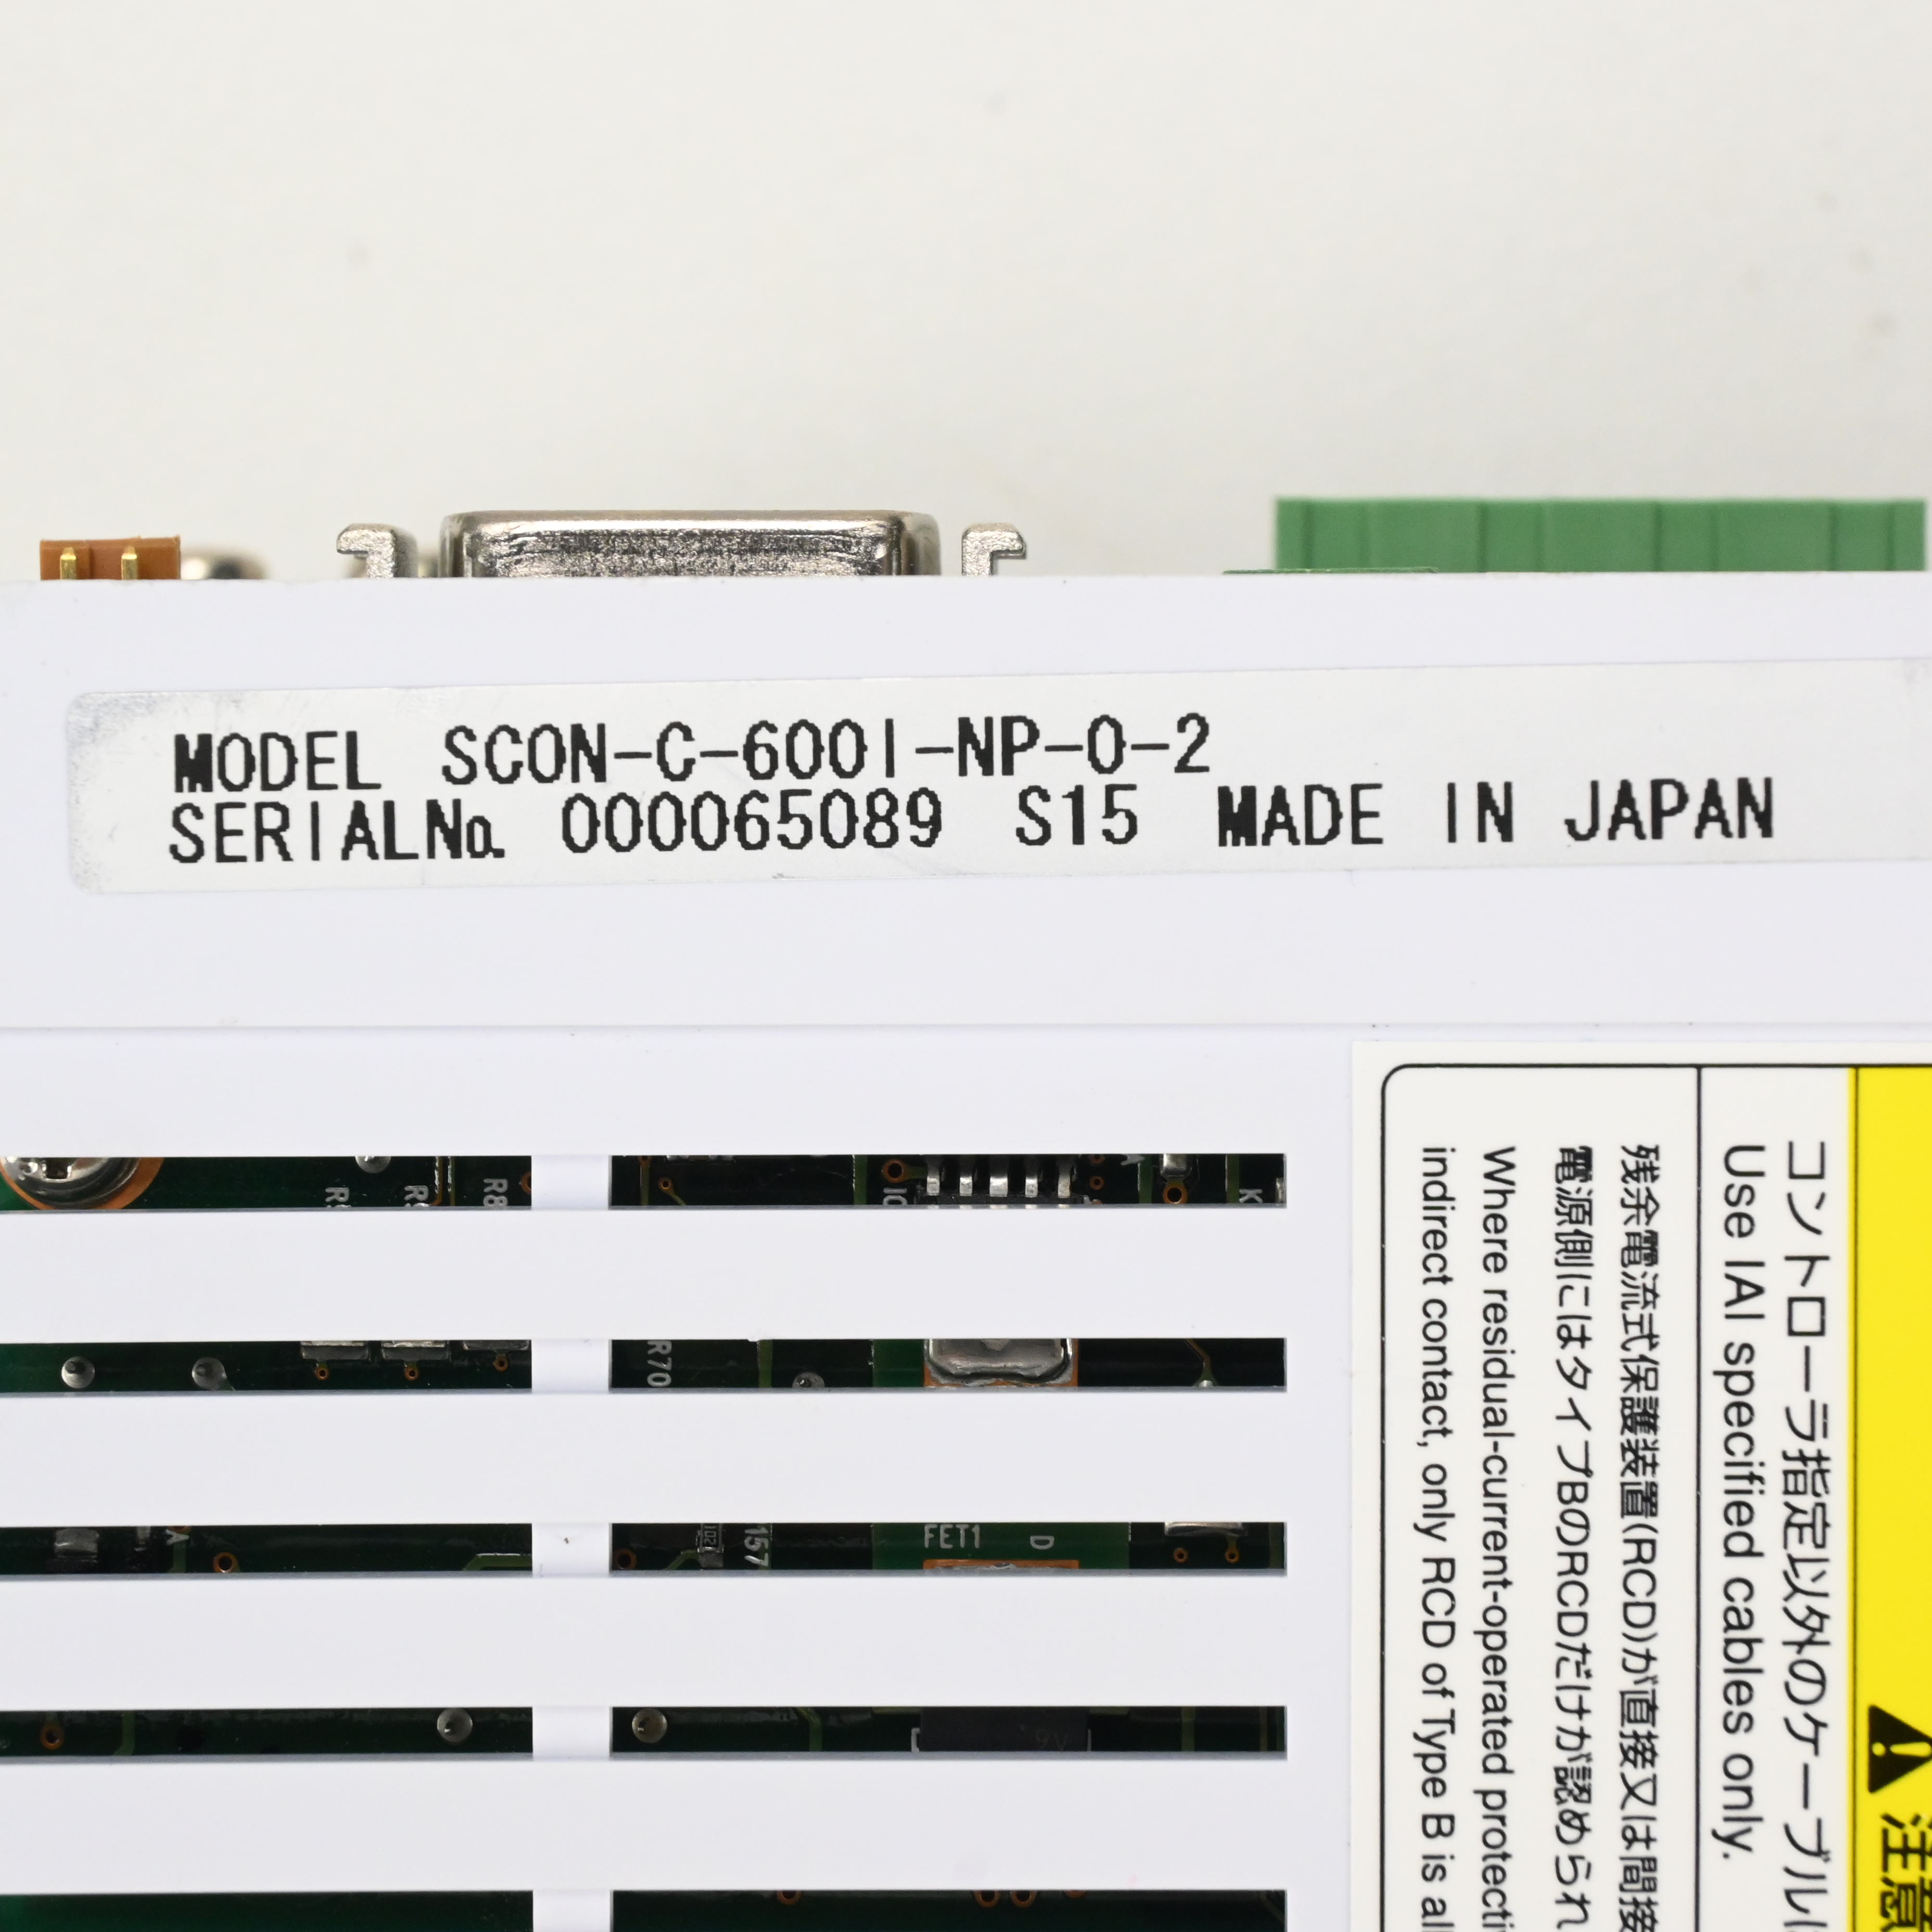 MODEL SCON-C-600I-NP-0-2
SERIALNo. 000065089 S15 MADE IN JAPAN
注意
コントローラ指定以外のケーブル
Use IAI specified cables only.
残余電流式保護装置(RCD)が直接又は間接
電源側にはタイプBのRCDだけが認められ
Where residual-current-operated protecti
indirect contact, only RCD of Type B is al
R8
IC
K
R70
A
157
FET1 D